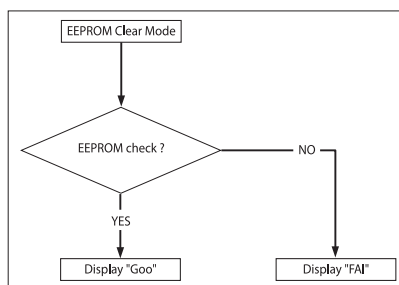 EEPROM Clear Mode
EEPROM check ?
NO
YES
Display "Goo"
Display "FAI"